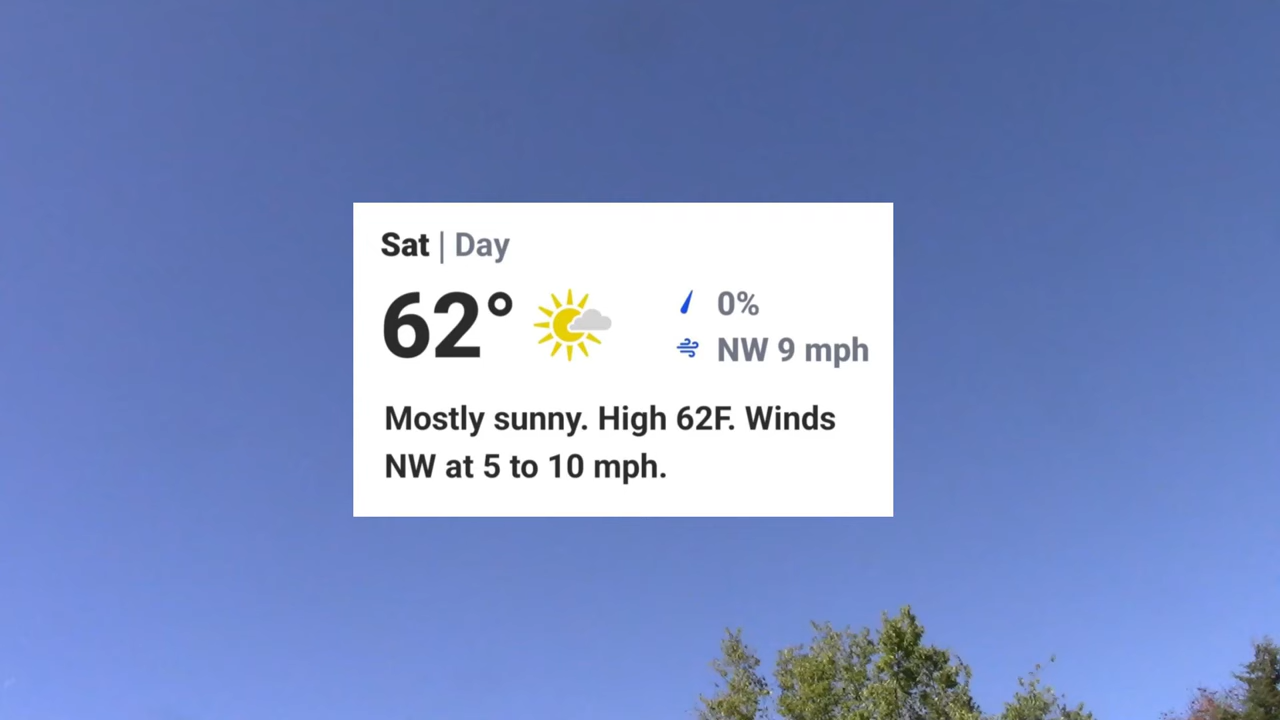 Sat | Day
62°
0%
NW 9 mph
Mostly sunny. High 62F. Winds
NW at 5 to 10 mph.